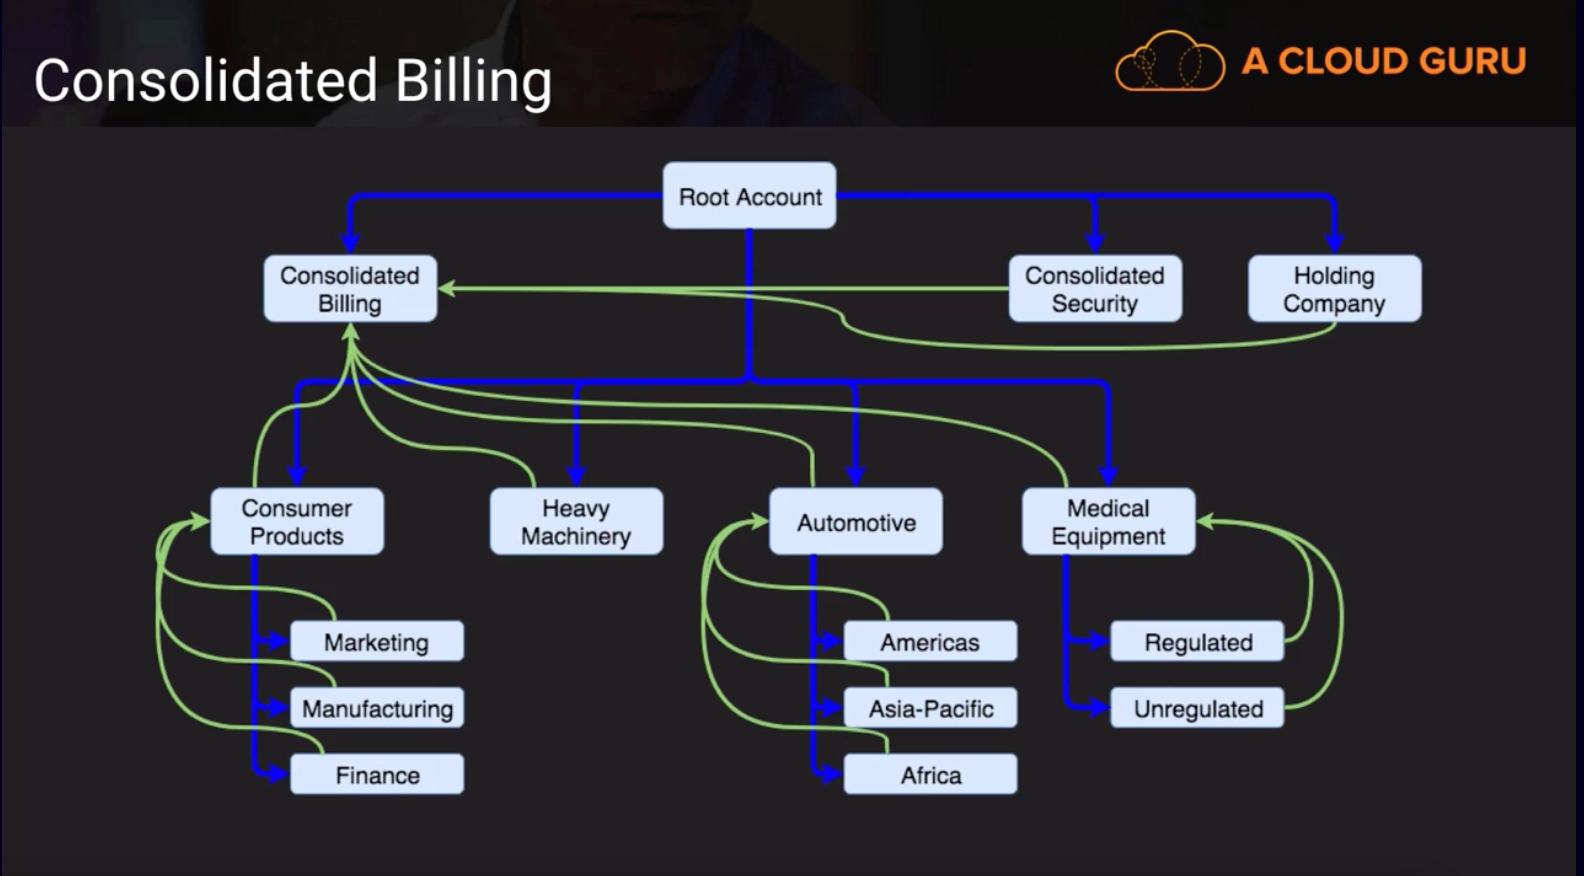 Consolidated Billing
A CLOUD GURU
Root Account
Consolidated
Billing
Consolidated
Security
Holding
Company
Consumer
Products
Heavy
Machinery
Automotive
Medical
Equipment
Marketing
Manufacturing
Finance
Americas
Asia-Pacific
Africa
Regulated
Unregulated